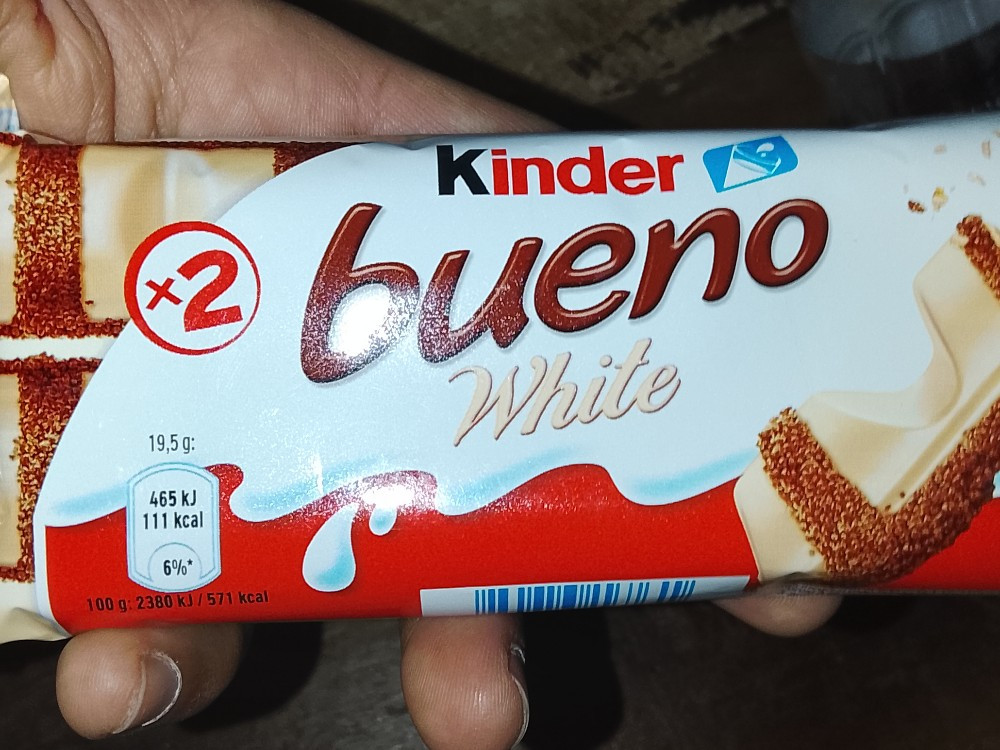 Kinder
bueno
White
×2
19,5 g:
465 kJ
111 kcal
6%*
100 g: 2380 kJ / 571 kcal